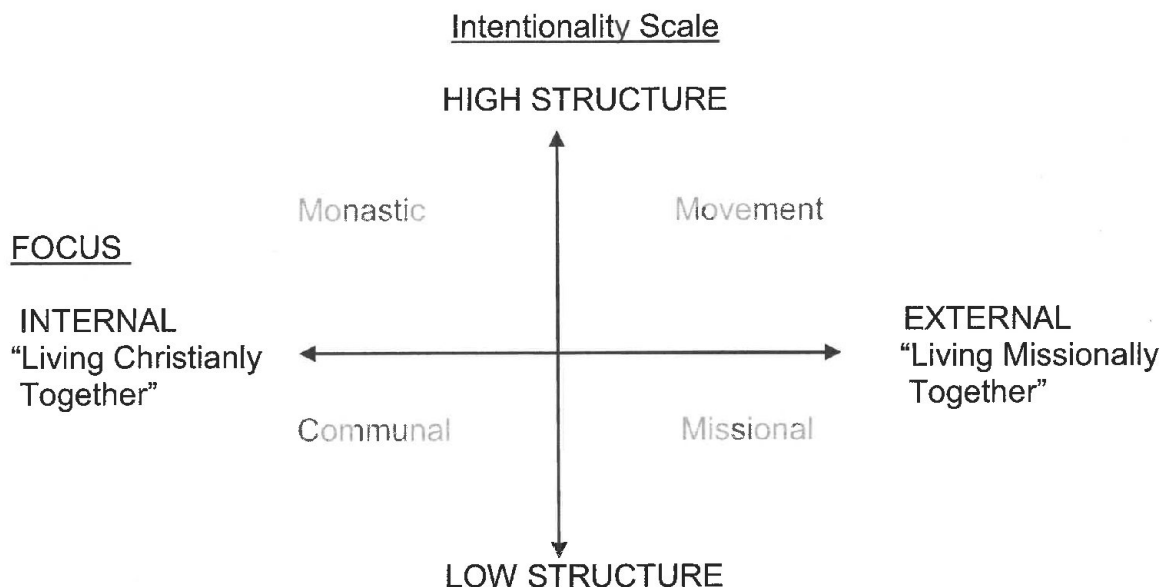 Intentionality Scale
HIGH STRUCTURE
Monastic
Movement
FOCUS
INTERNAL
“Living Christianly
Together”
EXTERNAL
“Living Missionally
Together”
Communal
Missional
LOW STRUCTURE